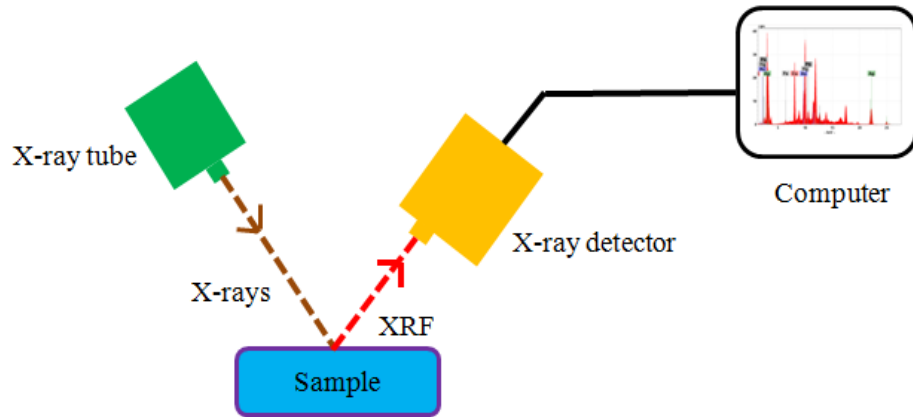 X-ray tube
X-rays
XRF
Sample
X-ray detector
Computer